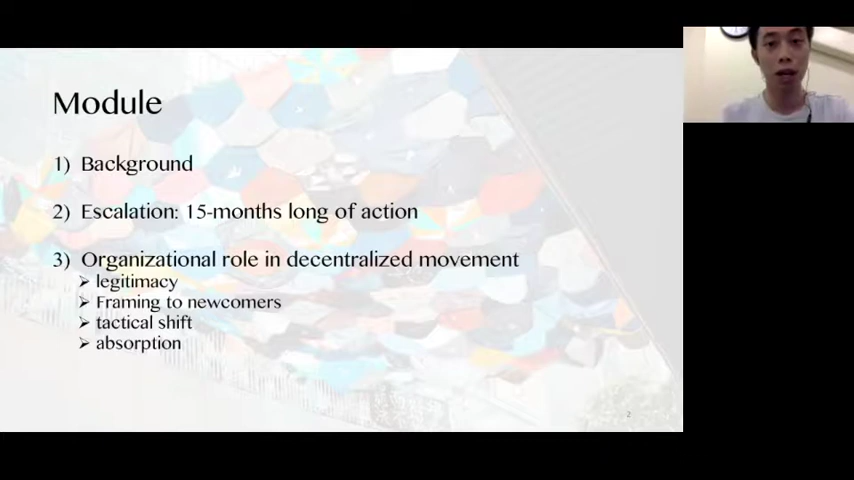 Module
1) Background
2) Escalation: 15-months long of action
3) Organizational role in decentralized movement
➢ legitimacy
➢ Framing to newcomers
➢ tactical shift
➢ absorption
2